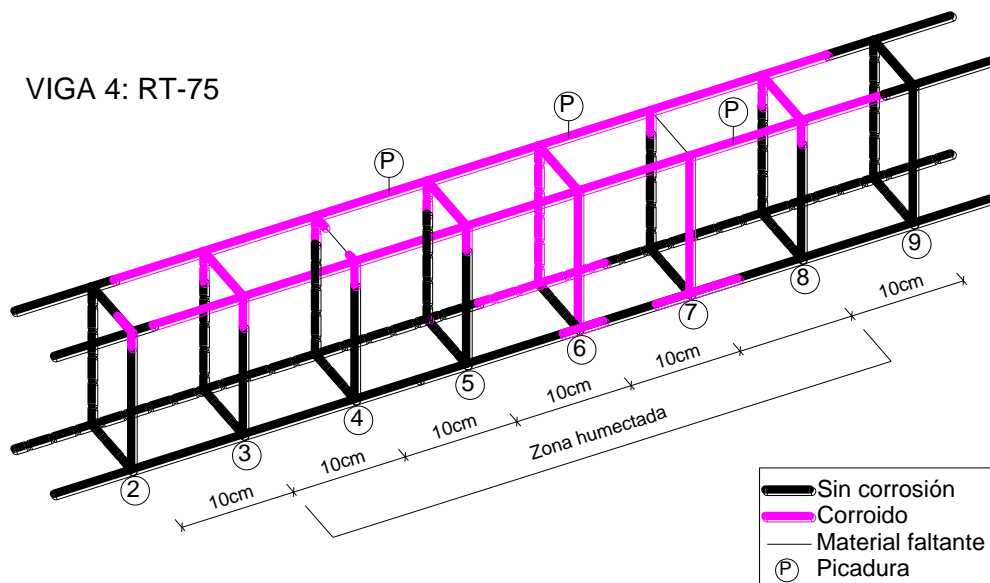 VIGA 4: RT-75
P
P
P
2
3
4
5
6
7
8
9
10cm
10cm
10cm
10cm
10cm
10cm
10cm
Zona humectada
Sin corrosión
Corroido
Material faltante
P Picadura